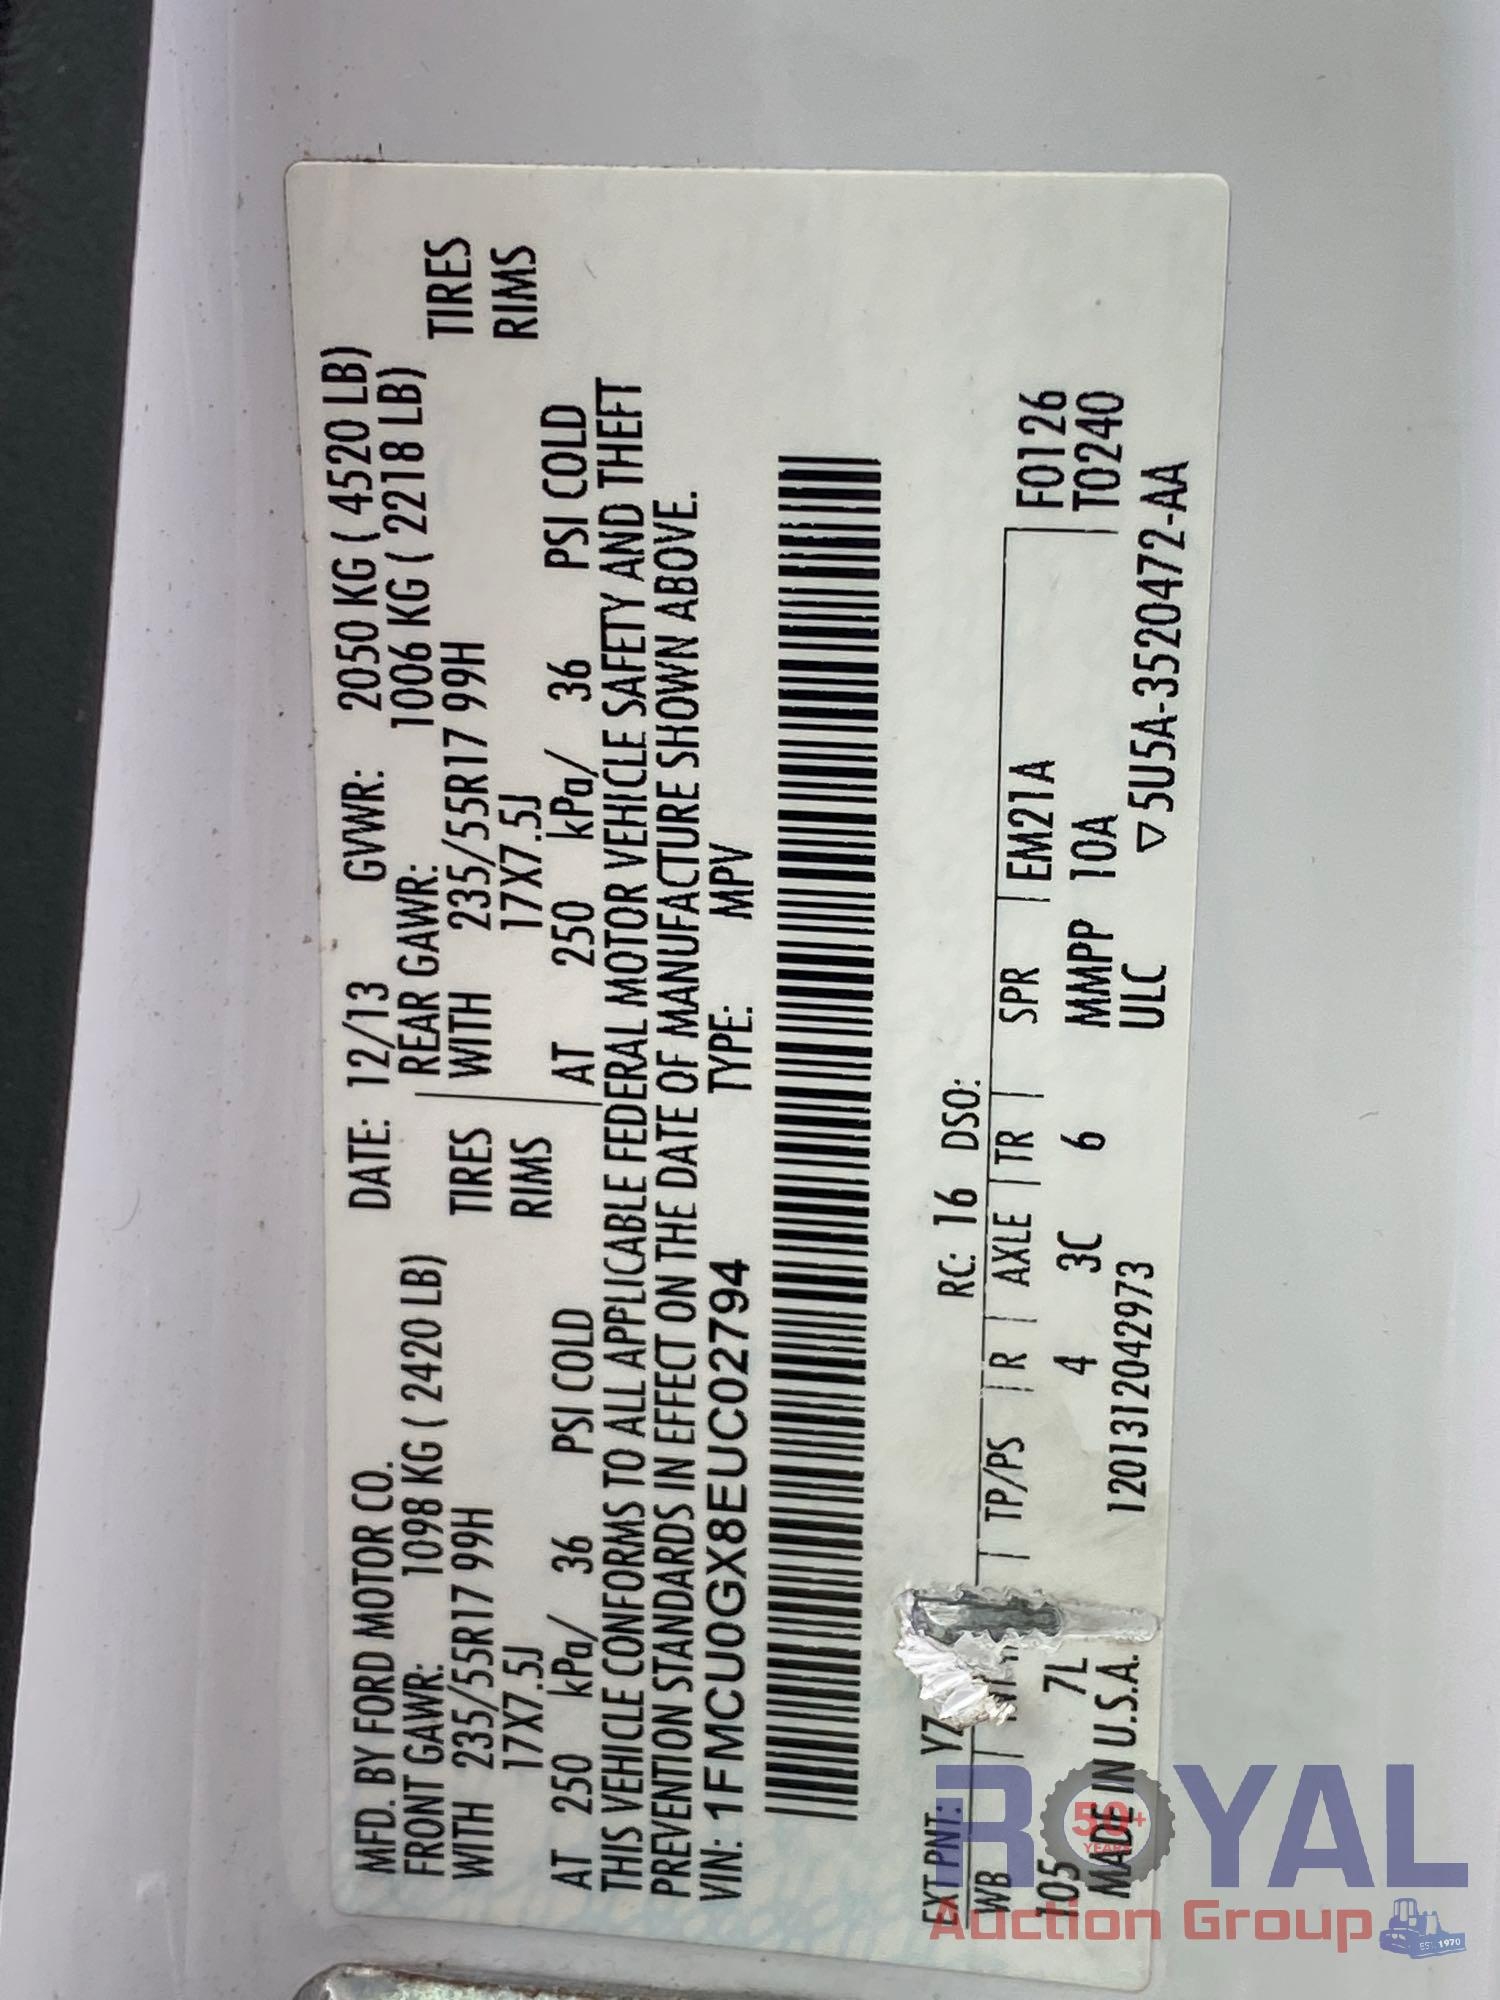 MFD. BY FORD MOTOR CO. DATE: 12/13 GVWR: 2050 KG ( 4520 LB)
FRONT GAWR: 1098 KG ( 2420 LB) REAR GAWR: 1006 KG ( 2218 LB)
WITH 235/55R17 99H TIRES WITH 235/55R17 99H TIRES
17X7.5J RIMS 17X7.5J RIMS
AT 250 kPa/ 36 PSI COLD AT 250 kPa/ 36 PSI COLD
THIS VEHICLE CONFORMS TO ALL APPLICABLE FEDERAL MOTOR VEHICLE SAFETY AND THEFT
PREVENTION STANDARDS IN EFFECT ON THE DATE OF MANUFACTURE SHOWN ABOVE.
VIN: 1FMCU0GX8EUC02794 TYPE: MPV
EXT PNT: YZ RC: 16 DSO:
WB TP/PS R AXLE TR SPR EM21A F0126
105 7L 4 3C 6 MMPP 10A T0240
MADE IN U.S.A. 1201312042973 ULC ▽5U5A-3520472-AA
ROYAL
50+
YEARS
Auction Group
EST. 1970